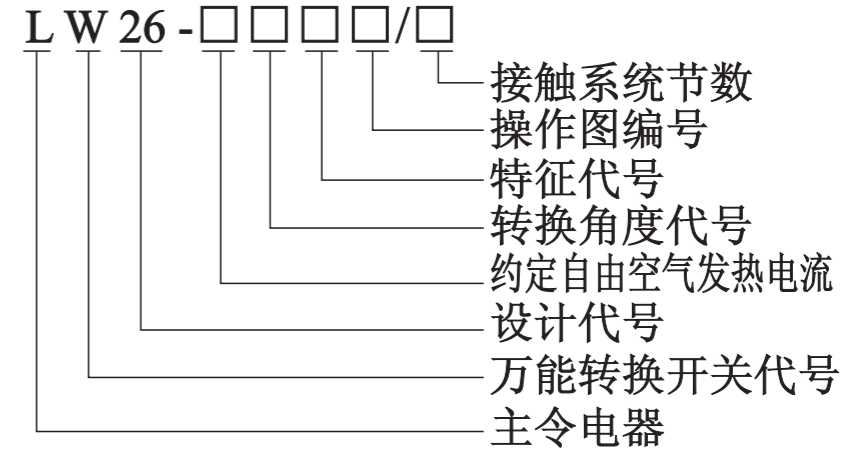 LW26-□□□□/□
接触系统节数
操作图编号
特征代号
转换角度代号
约定自由空气发热电流
设计代号
万能转换开关代号
主令电器